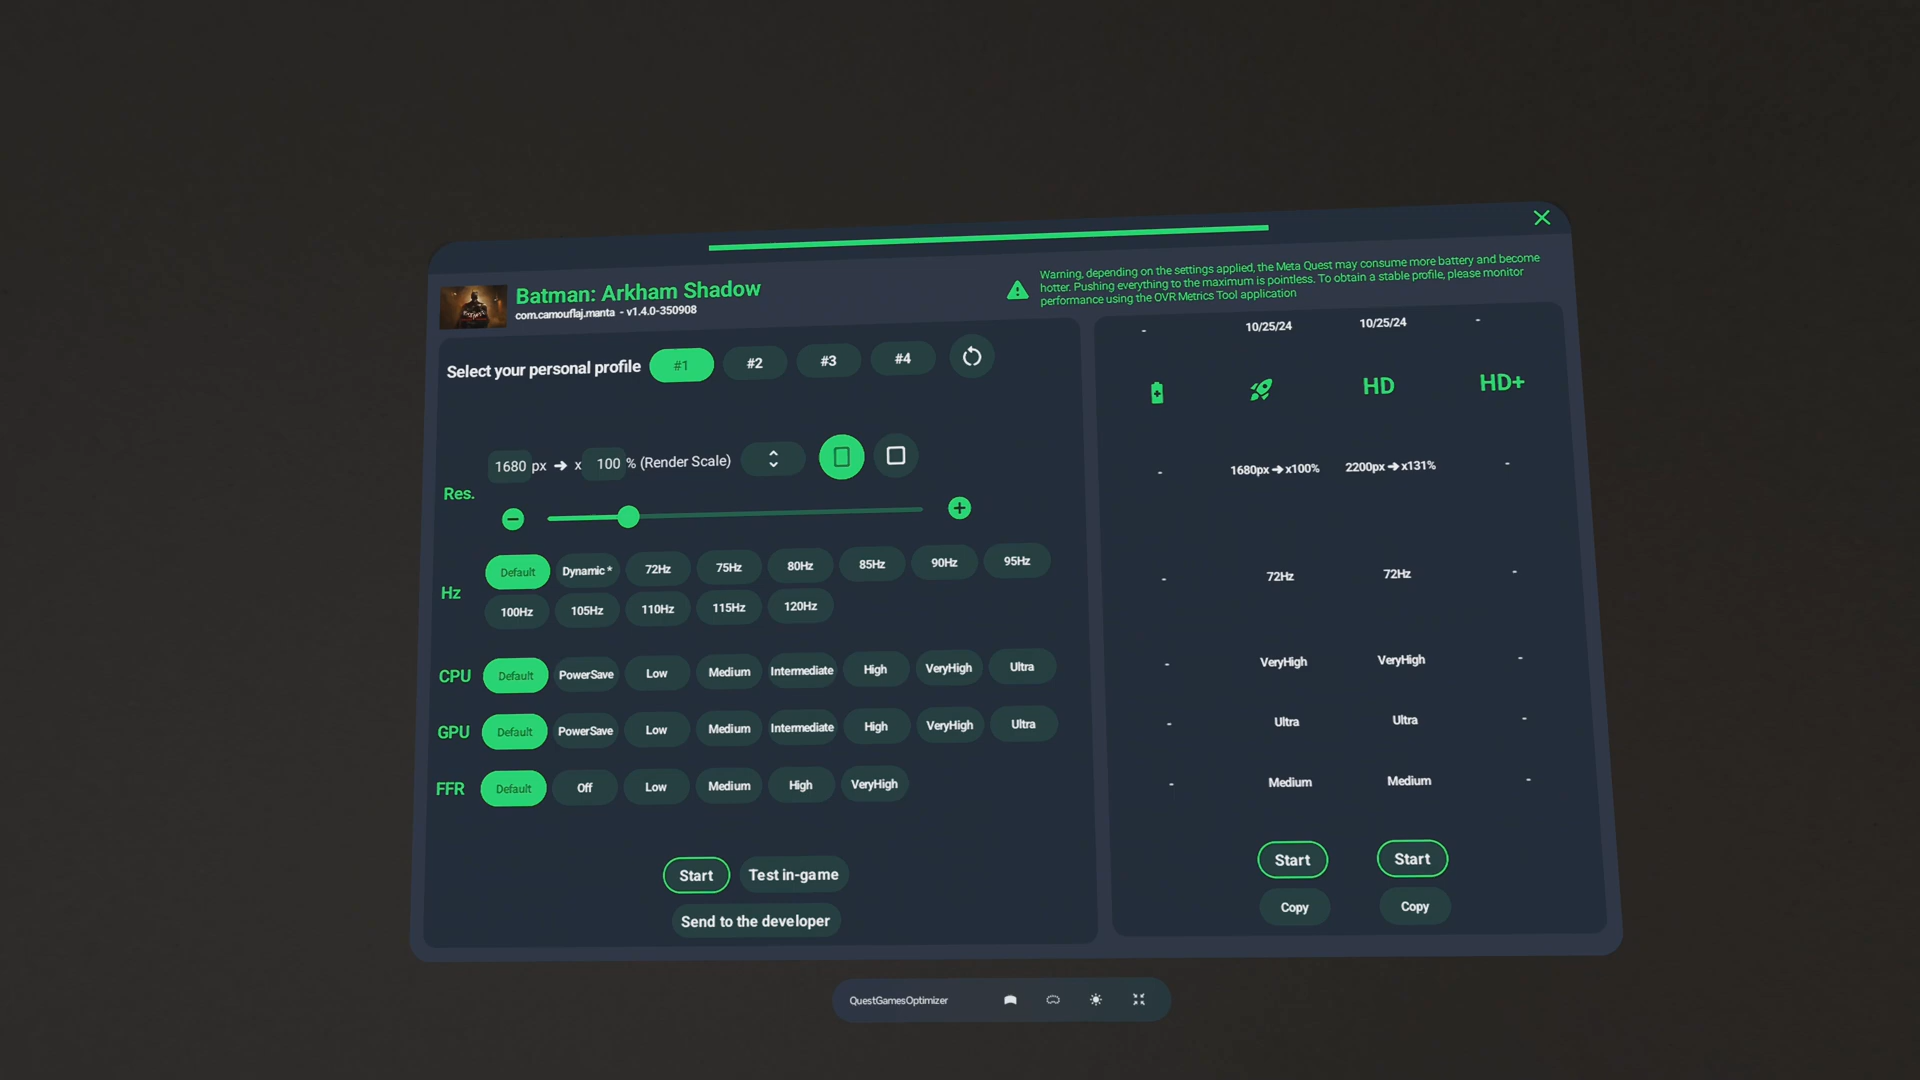 Batman: Arkham Shadow
com.camouflaj.manta - v1.4.0-350908
Warning, depending on the settings applied, the Meta Quest may consume more battery and become
hotter. Pushing everything to the maximum is pointless. To obtain a stable profile, please monitor
performance using the OVR Metrics Tool application
Select your personal profile #1 #2 #3 #4
Res.
1680 px → x 100 % (Render Scale)
Hz
Default Dynamic * 72Hz 75Hz 80Hz 85Hz 90Hz 95Hz
100Hz 105Hz 110Hz 115Hz 120Hz
CPU Default PowerSave Low Medium Intermediate High VeryHigh Ultra
GPU Default PowerSave Low Medium Intermediate High VeryHigh Ultra
FFR Default Off Low Medium High VeryHigh
Start Test in-game
Send to the developer
- 10/25/24 10/25/24 -
HD HD+
- 1680px → x100% 2200px → x131% -
- 72Hz 72Hz -
- VeryHigh VeryHigh -
- Ultra Ultra -
- Medium Medium -
Start Start
Copy Copy
QuestGamesOptimizer